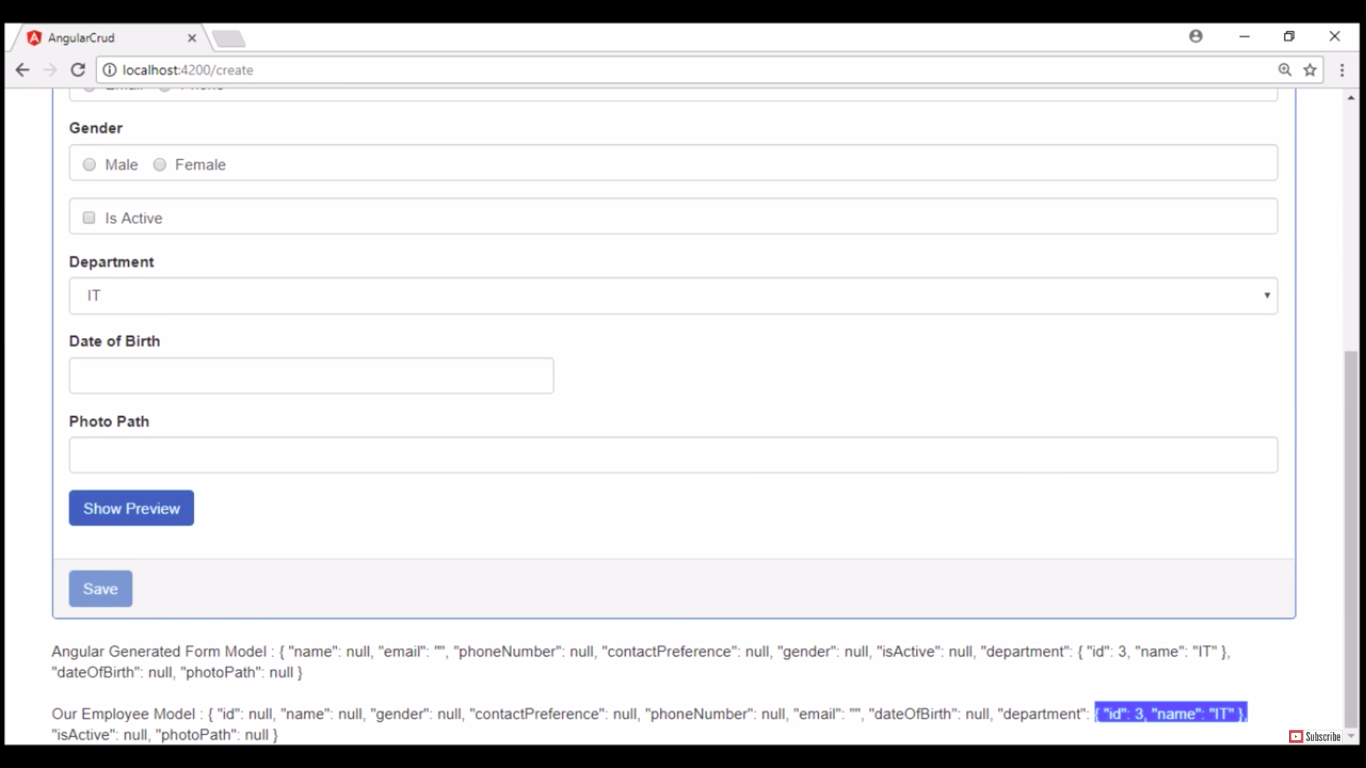 AngularCrud
localhost:4200/create
Email Phone
Gender
Male Female
Is Active
Department
IT
Date of Birth
Photo Path
Show Preview
Save
Angular Generated Form Model : { "name": null, "email": "", "phoneNumber": null, "contactPreference": null, "gender": null, "isActive": null, "department": { "id": 3, "name": "IT" },
"dateOfBirth": null, "photoPath": null }
Our Employee Model : { "id": null, "name": null, "gender": null, "contactPreference": null, "phoneNumber": null, "email": "", "dateOfBirth": null, "department": { "id": 3, "name": "IT" },
"isActive": null, "photoPath": null }
Subscribe